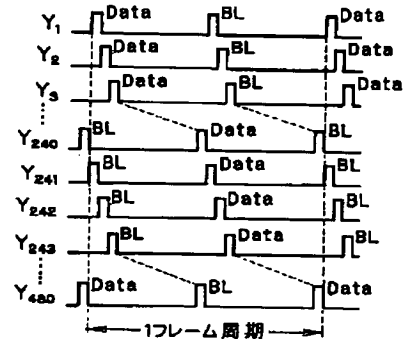 Y1 Data BL Data
Y2 Data BL Data
Y3 Data BL Data
Y240 BL Data BL
Y241 BL Data BL
Y242 BL Data BL
Y243 BL Data BL
Y480 Data BL Data
1フレーム周期